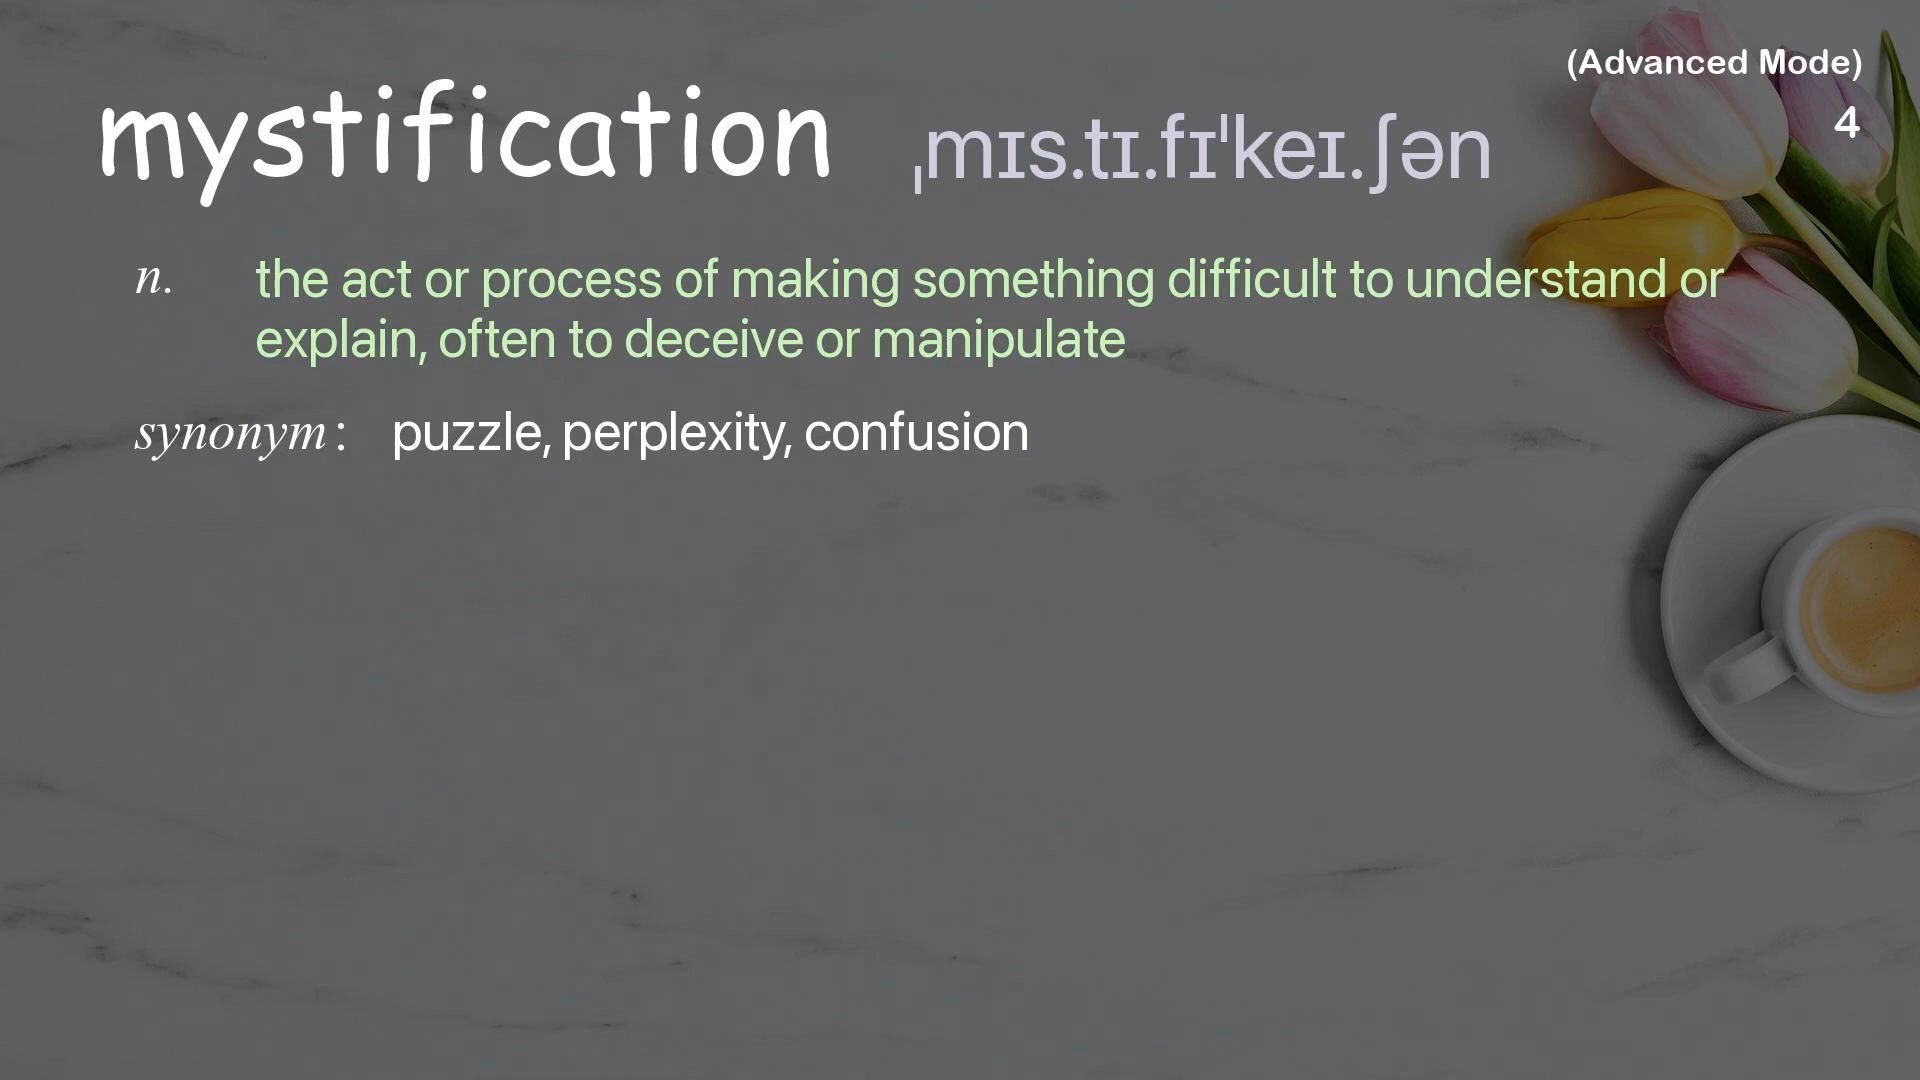 (Advanced Mode)
4
mystification ˌmɪs.tɪ.fɪˈkeɪ.ʃən
n. the act or process of making something difficult to understand or
explain, often to deceive or manipulate
synonym: puzzle, perplexity, confusion